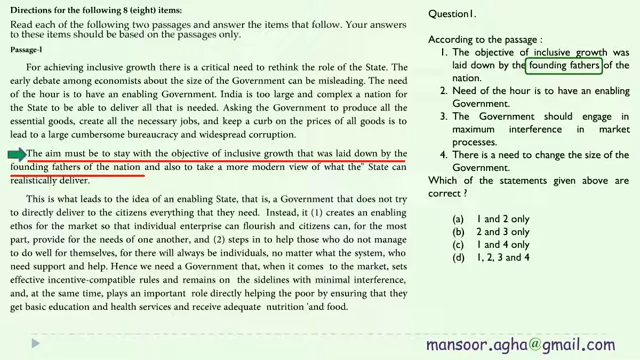 Directions for the following 8 (eight) items:
Read each of the following two passages and answer the items that follow. Your answers
to these items should be based on the passages only.
Passage-I
For achieving inclusive growth there is a critical need to rethink the role of the State. The
early debate among economists about the size of the Government can be misleading. The need
of the hour is to have an enabling Government. India is too large and complex a nation for
the State to be able to deliver all that is needed. Asking the Government to produce all the
essential goods, create all the necessary jobs, and keep a curb on the prices of all goods is to
lead to a large cumbersome bureaucracy and widespread corruption.
The aim must be to stay with the objective of inclusive growth that was laid down by the
founding fathers of the nation and also to take a more modern view of what the" State can
realistically deliver.
This is what leads to the idea of an enabling State, that is, a Government that does not try
to directly deliver to the citizens everything that they need. Instead, it (1) creates an enabling
ethos for the market so that individual enterprise can flourish and citizens can, for the most
part, provide for the needs of one another, and (2) steps in to help those who do not manage
to do well for themselves, for there will always be individuals, no matter what the system, who
need support and help. Hence we need a Government that, when it comes to the market, sets
effective incentive-compatible rules and remains on the sidelines with minimal interference,
and, at the same time, plays an important role directly helping the poor by ensuring that they
get basic education and health services and receive adequate nutrition 'and food.
Question1.
According to the passage :
1. The objective of inclusive growth was
laid down by the founding fathers of the
nation.
2. Need of the hour is to have an enabling
Government.
3. The Government should engage in
maximum interference in market
processes.
4. There is a need to change the size of the
Government.
Which of the statements given above are
correct ?
(a) 1 and 2 only
(b) 2 and 3 only
(c) 1 and 4 only
(d) 1, 2, 3 and 4
mansoor.agha@gmail.com